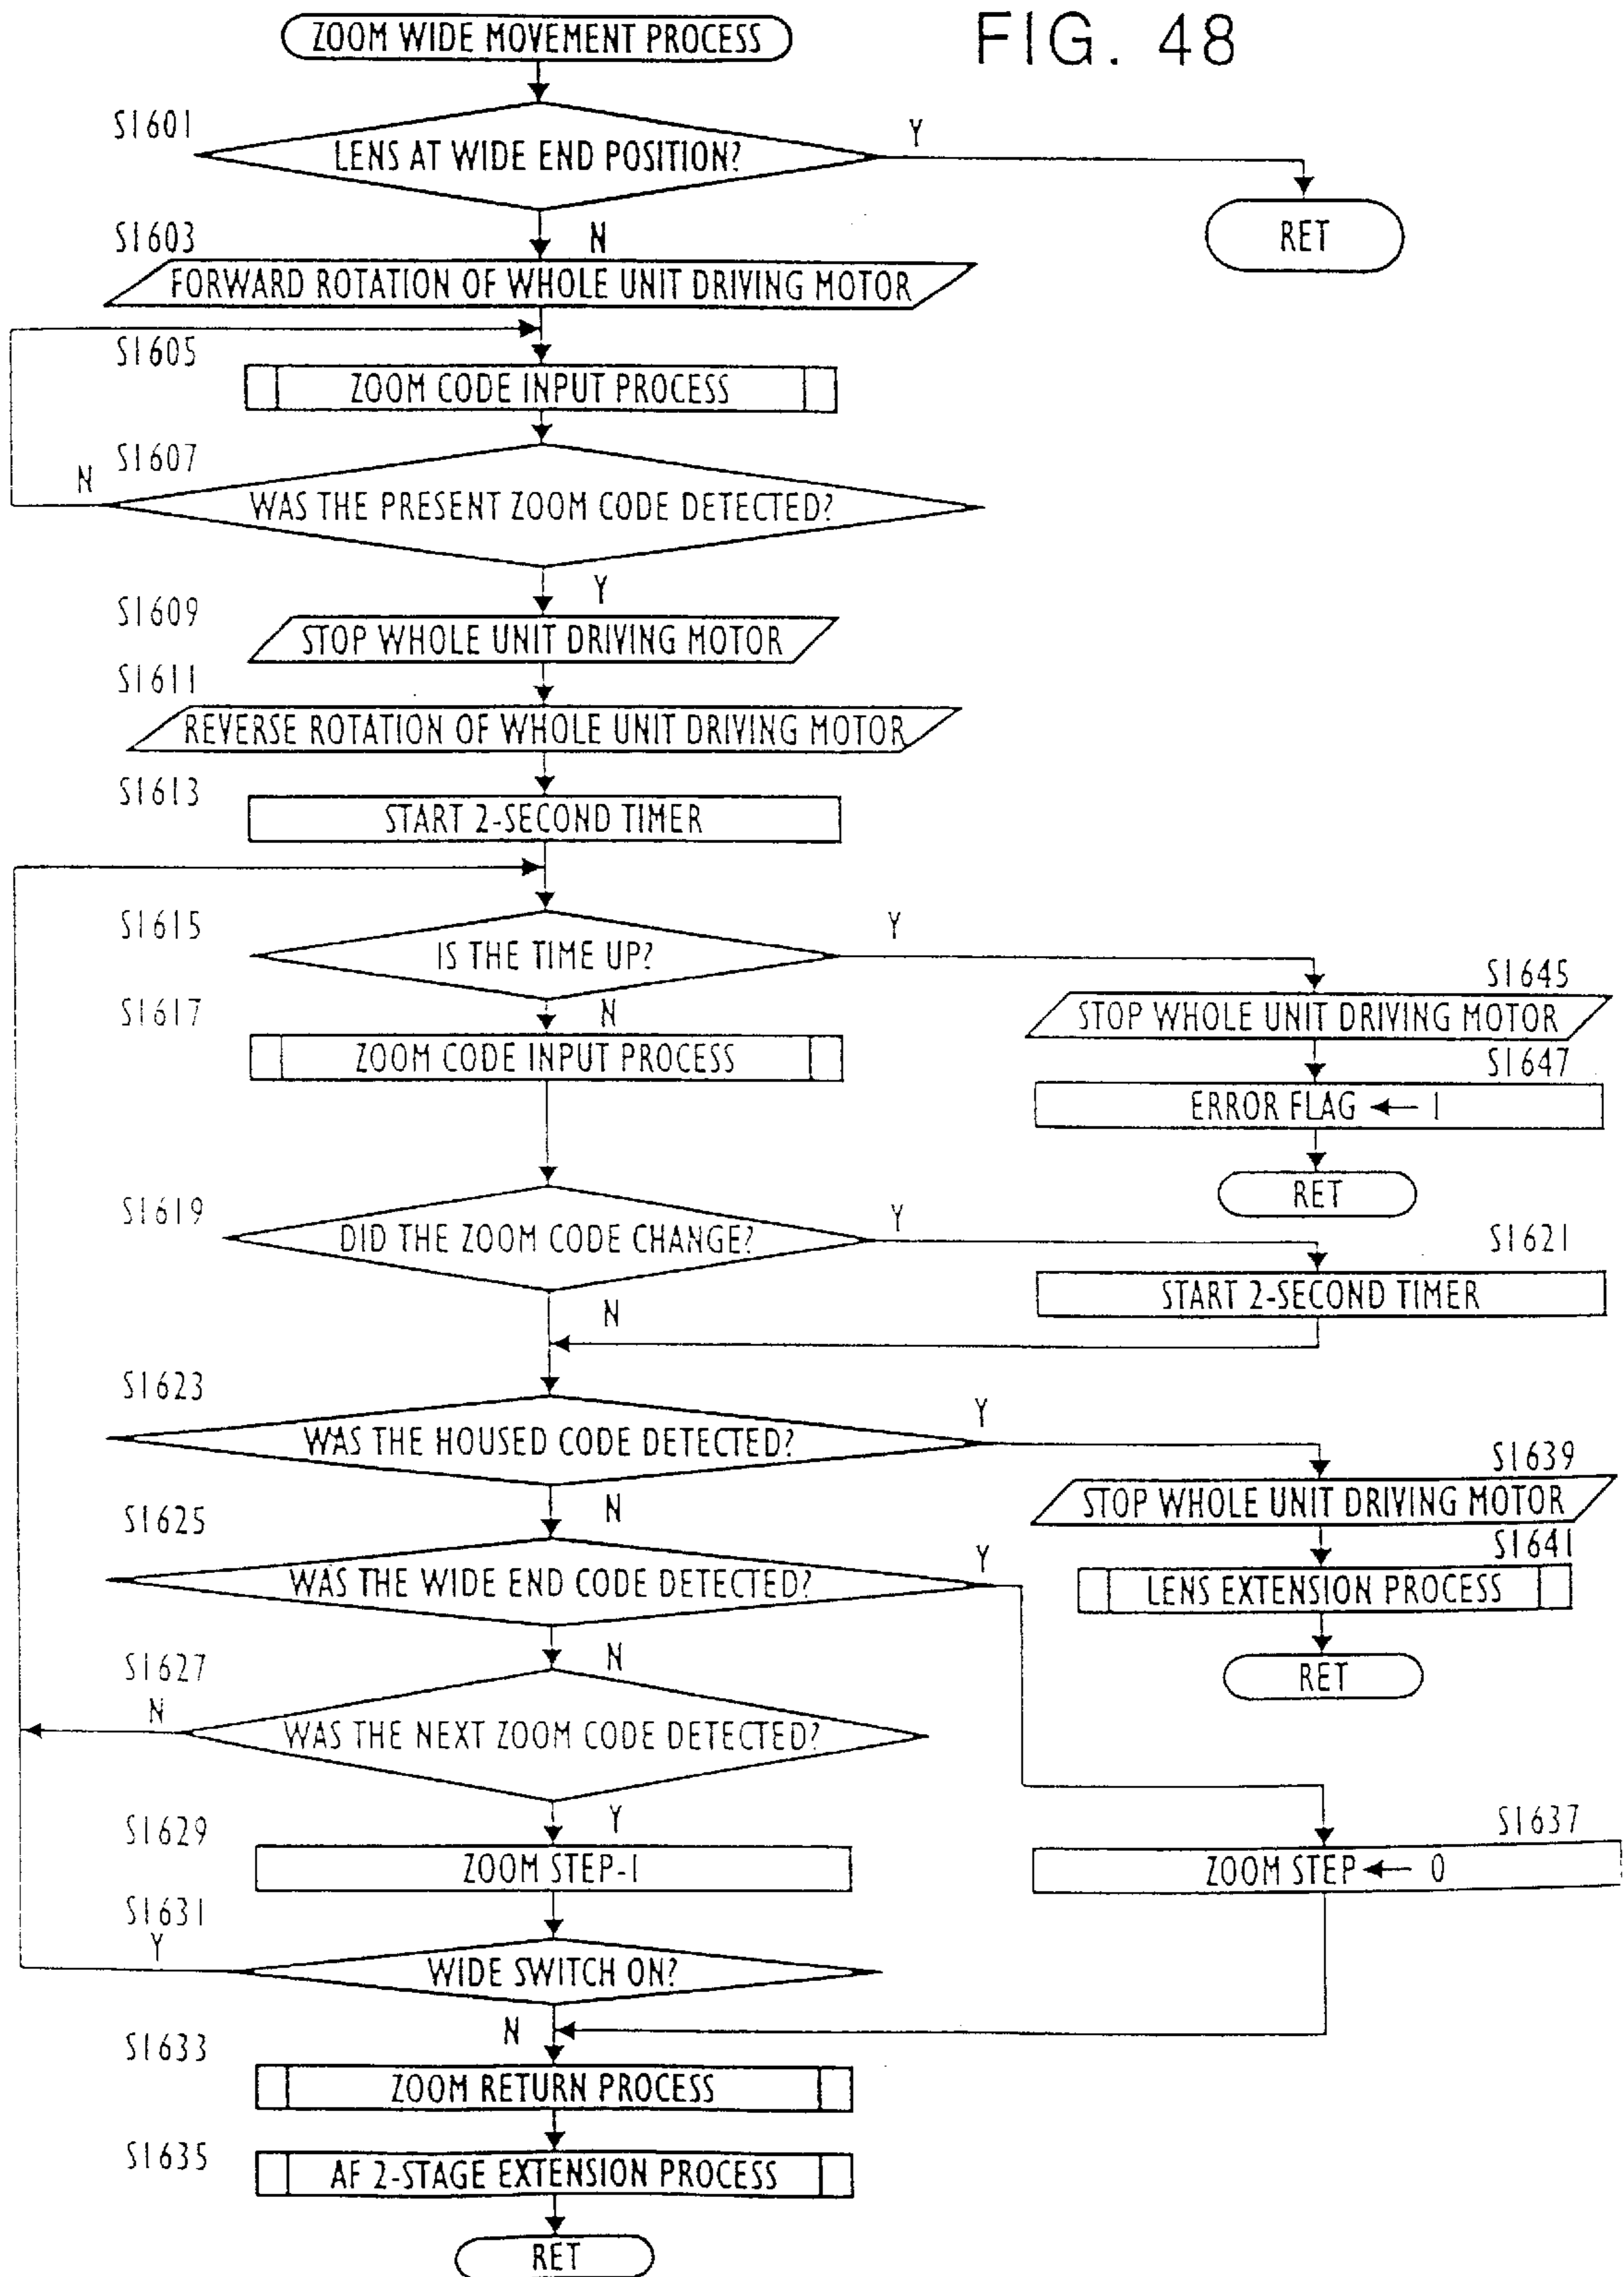 FIG. 48
ZOOM WIDE MOVEMENT PROCESS
S1601
LENS AT WIDE END POSITION?
Y
RET
N
S1603
FORWARD ROTATION OF WHOLE UNIT DRIVING MOTOR
S1605
ZOOM CODE INPUT PROCESS
S1607
N
WAS THE PRESENT ZOOM CODE DETECTED?
Y
S1609
STOP WHOLE UNIT DRIVING MOTOR
S1611
REVERSE ROTATION OF WHOLE UNIT DRIVING MOTOR
S1613
START 2-SECOND TIMER
S1615
IS THE TIME UP?
Y
S1645
STOP WHOLE UNIT DRIVING MOTOR
S1647
ERROR FLAG ← 1
RET
N
S1617
ZOOM CODE INPUT PROCESS
S1619
DID THE ZOOM CODE CHANGE?
Y
S1621
START 2-SECOND TIMER
N
S1623
WAS THE HOUSED CODE DETECTED?
Y
S1639
STOP WHOLE UNIT DRIVING MOTOR
S1641
LENS EXTENSION PROCESS
RET
N
S1625
WAS THE WIDE END CODE DETECTED?
Y
N
S1627
N
WAS THE NEXT ZOOM CODE DETECTED?
Y
S1629
ZOOM STEP-1
S1637
ZOOM STEP ← 0
S1631
Y
WIDE SWITCH ON?
N
S1633
ZOOM RETURN PROCESS
S1635
AF 2-STAGE EXTENSION PROCESS
RET